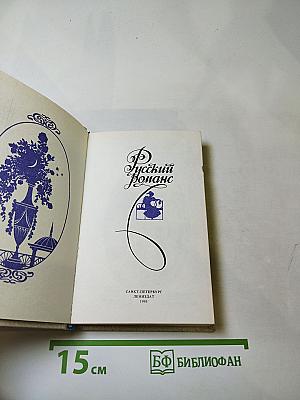 Русский
романс
САНКТ-ПЕТЕРБУРГ
ЛЕНИЗДАТ
15 см
БФ БИБЛИОФАН